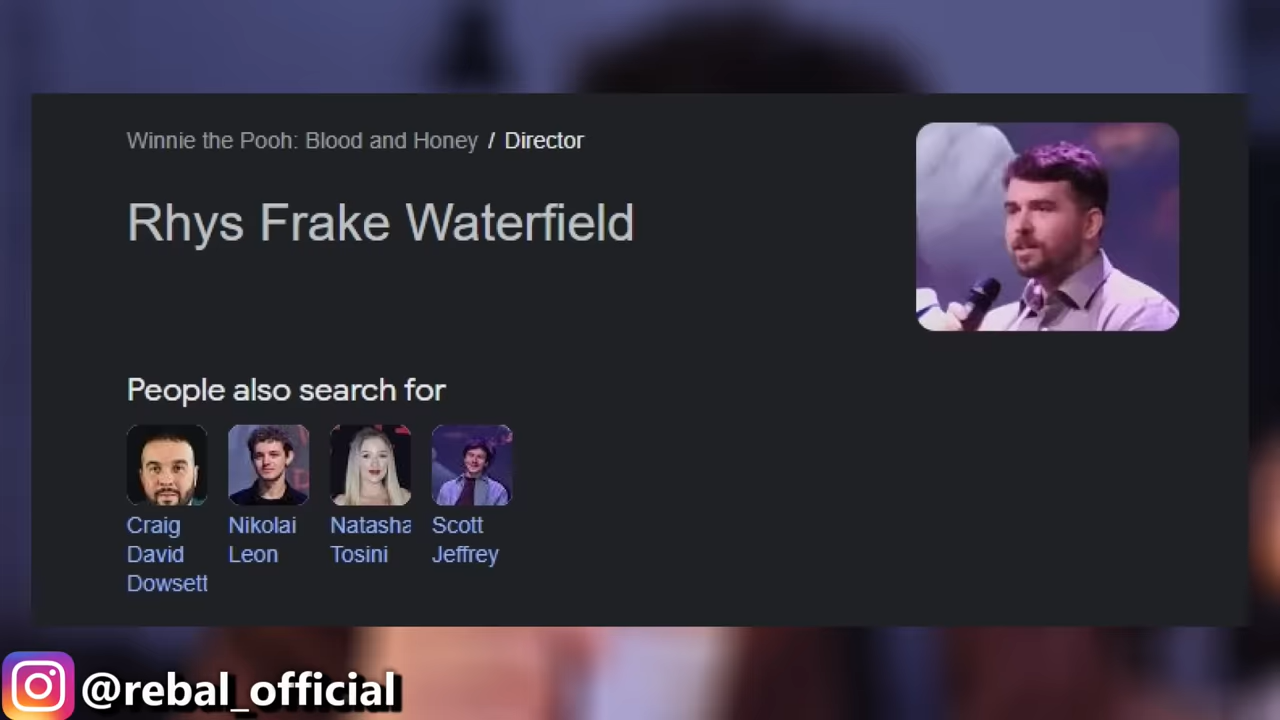 Winnie the Pooh: Blood and Honey / Director
Rhys Frake Waterfield
People also search for
Craig David Dowsett
Nikolai Leon
Natasha Tosini
Scott Jeffrey
@rebal_official